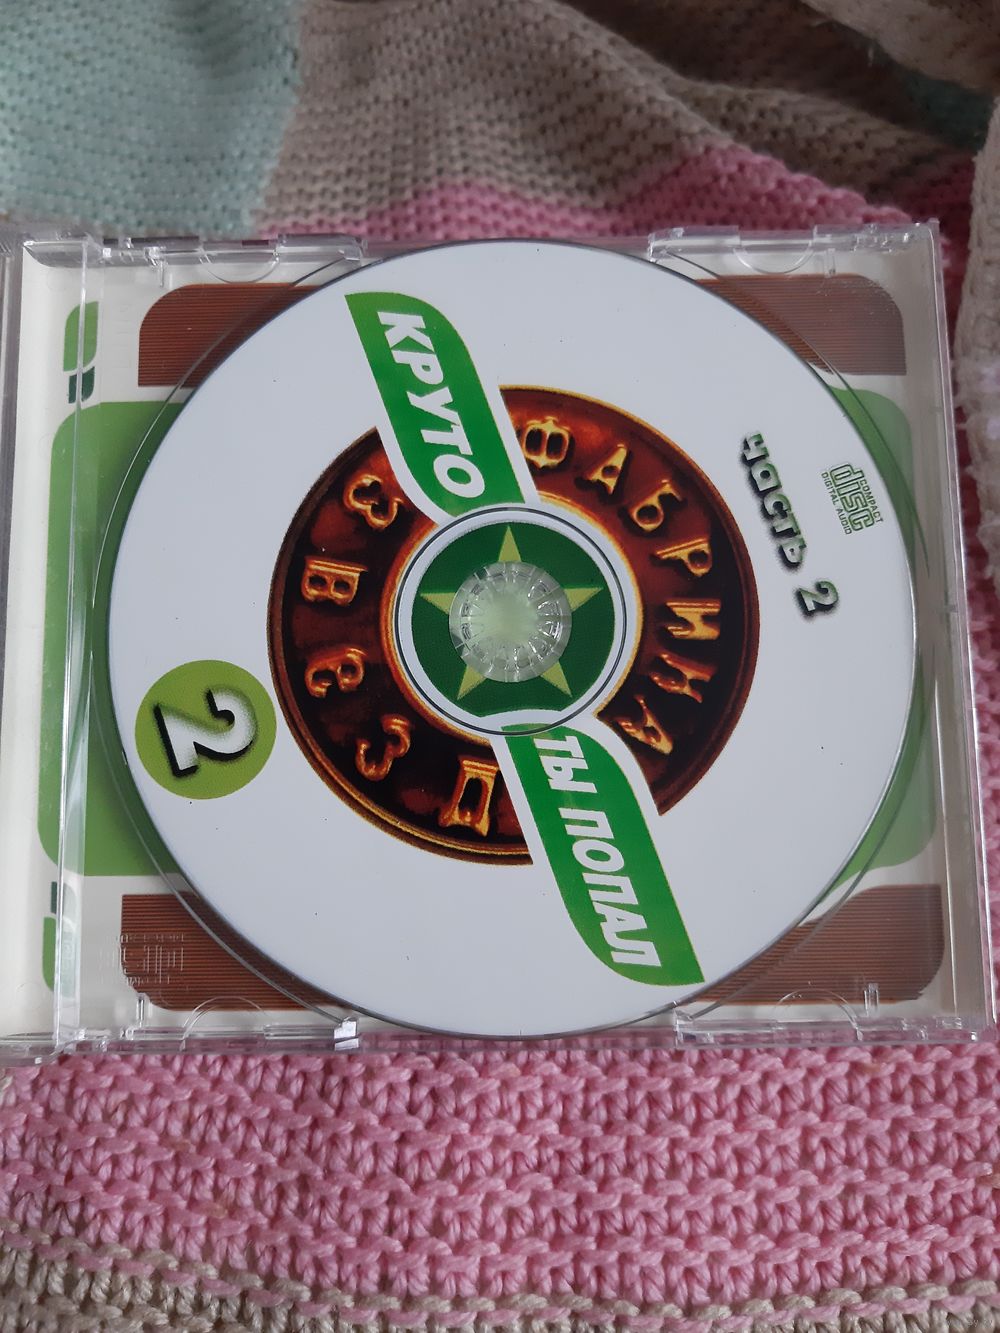 КРУТО
ТЫ ПОПАЛ
ФАБРИКА
ЗВЕЗД
часть 2
COMPACT
disc
DIGITAL AUDIO
2